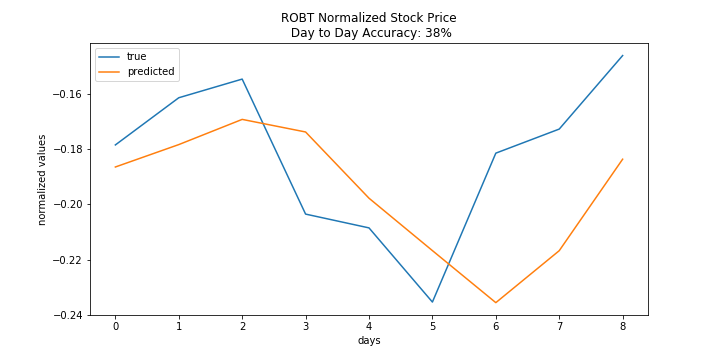 ROBT Normalized Stock Price
Day to Day Accuracy: 38%
true
predicted
normalized values
−0.16
−0.18
−0.20
−0.22
−0.24
0 1 2 3 4 5 6 7 8
days